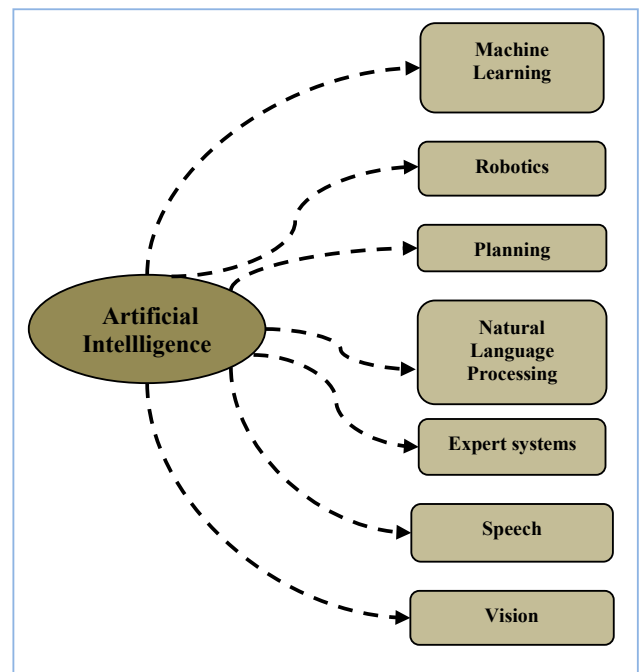 Machine
Learning
Robotics
Planning
Artificial
Intellligence
Natural
Language
Processing
Expert systems
Speech
Vision